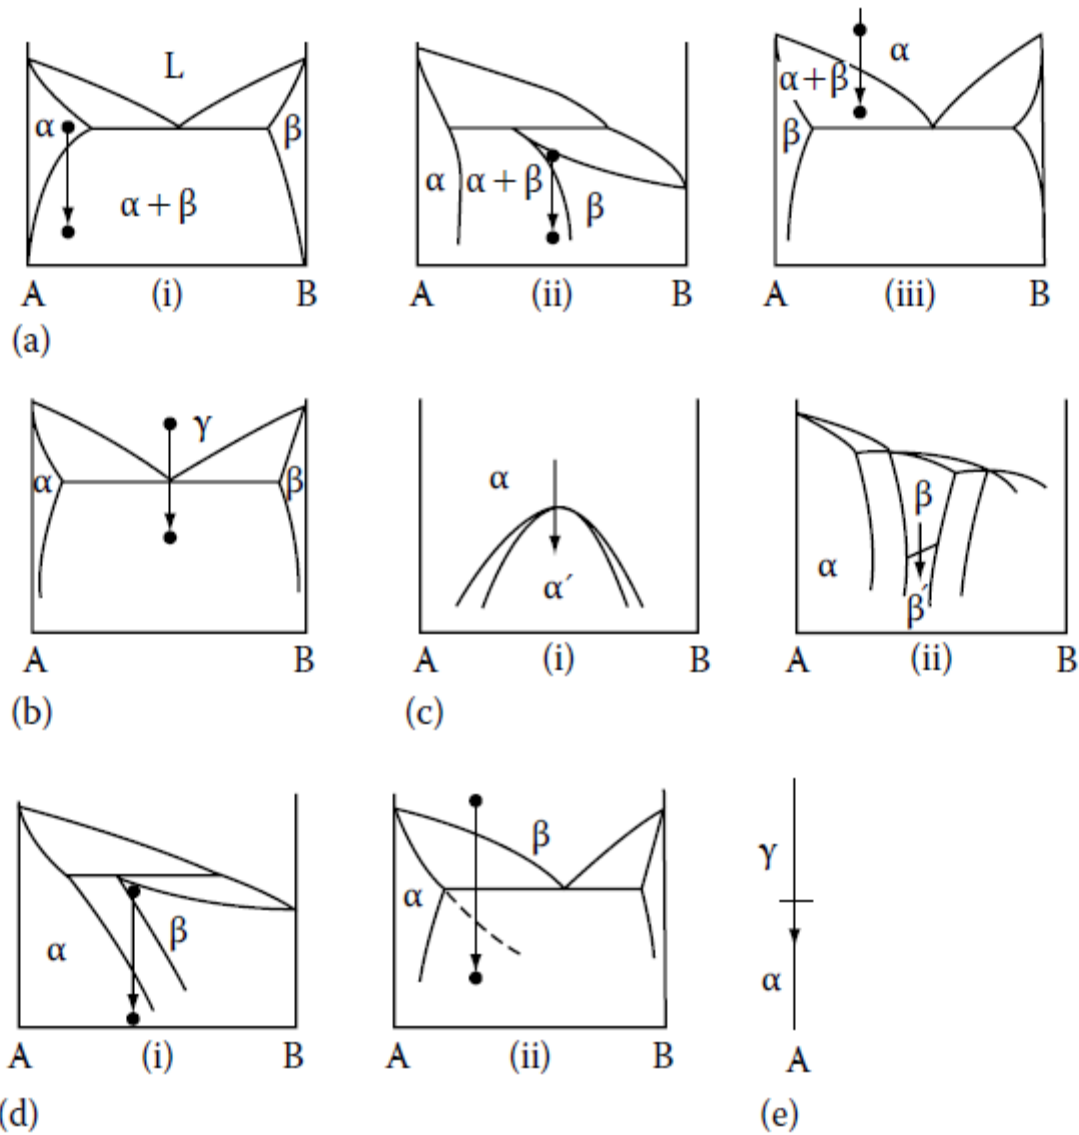 L
α
β
α + β
A (i) B
α
α + β
β
A (ii) B
α
α + β
β
A (iii) B
(a)
γ
α
β
A B
(b)
α
α´
A (i) B
β
α
β´
A (ii) B
(c)
α
β
A (i) B
β
α
A (ii) B
(d)
γ
α
A
(e)